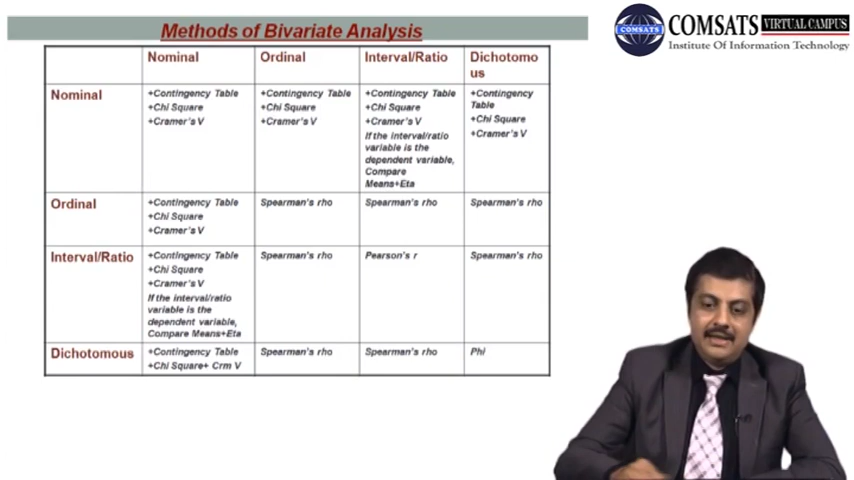 Methods of Bivariate Analysis
COMSATS
COMSATS VIRTUAL CAMPUS
Institute Of Information Technology
Nominal
Ordinal
Interval/Ratio
Dichotomo
us
Nominal
+Contingency Table
+Chi Square
+Cramer's V
+Contingency Table
+Chi Square
+Cramer's V
+Contingency Table
+Chi Square
+Cramer's V
If the interval/ratio
variable is the
dependent variable,
Compare
Means+Eta
+Contingency
Table
+Chi Square
+Cramer's V
Ordinal
+Contingency Table
+Chi Square
+Cramer's V
Spearman's rho
Spearman's rho
Spearman's rho
Interval/Ratio
+Contingency Table
+Chi Square
+Cramer's V
If the interval/ratio
variable is the
dependent variable,
Compare Means+Eta
Spearman's rho
Pearson's r
Spearman's rho
Dichotomous
+Contingency Table
+Chi Square+ Crm V
Spearman's rho
Spearman's rho
Phi